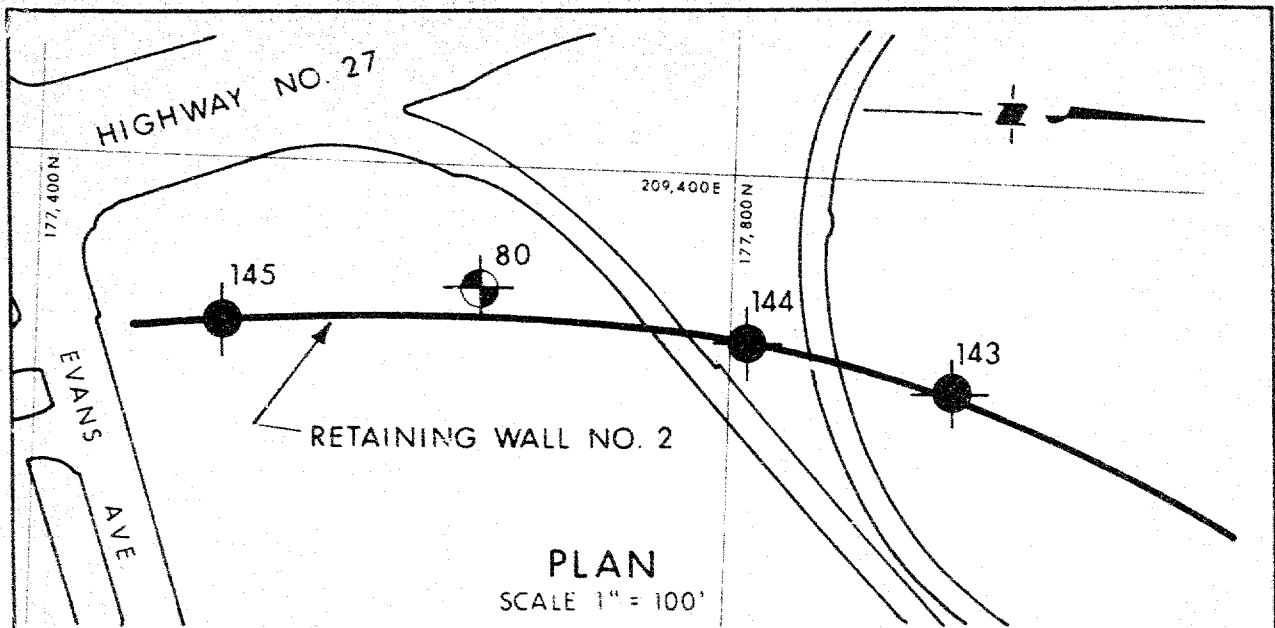 HIGHWAY NO. 27
177,400 N
209,400 E
177,800 N
145
80
144
143
EVANS AVE.
RETAINING WALL NO. 2
PLAN
SCALE 1" = 100'